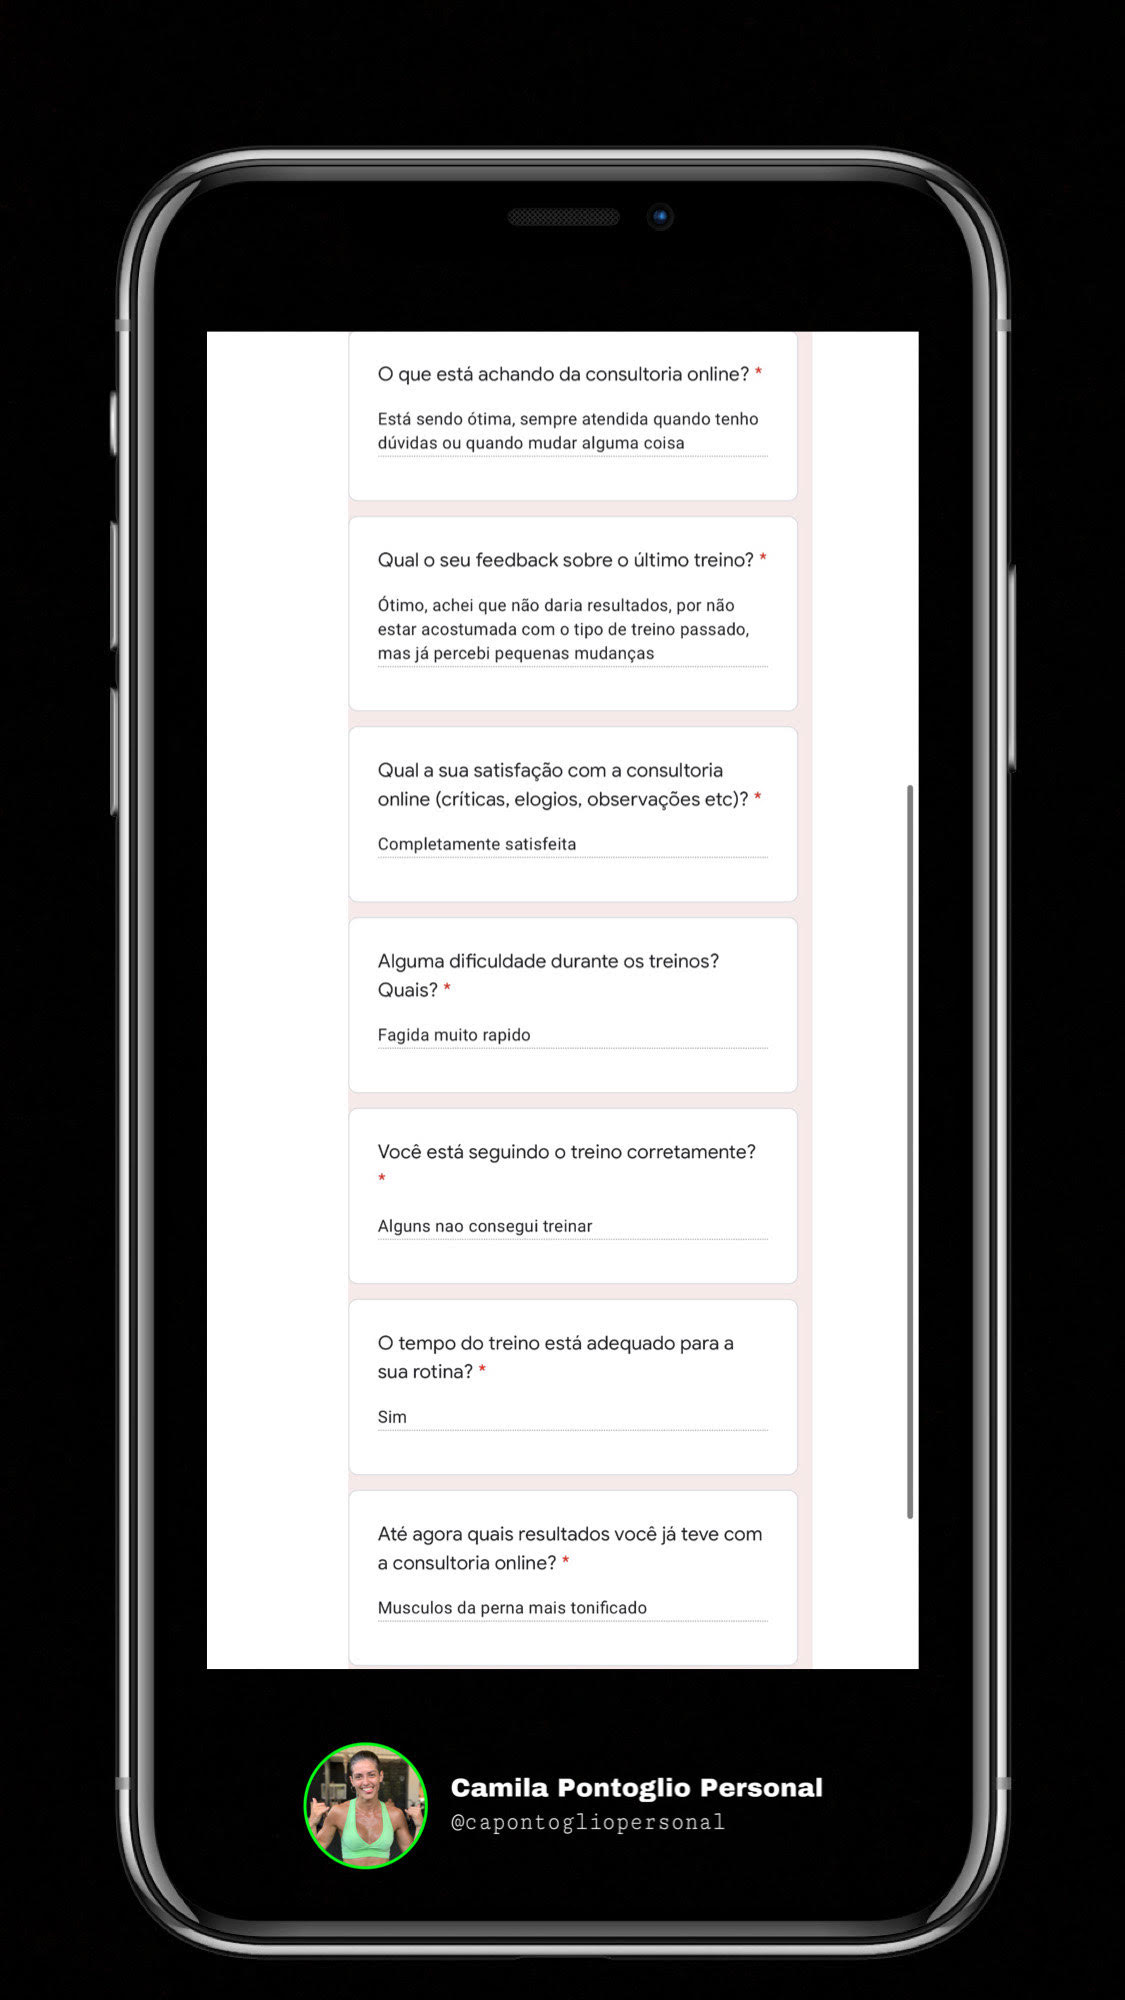 O que está achando da consultoria online? *
Está sendo ótima, sempre atendida quando tenho
dúvidas ou quando mudar alguma coisa
Qual o seu feedback sobre o último treino? *
Ótimo, achei que não daria resultados, por não
estar acostumada com o tipo de treino passado,
mas já percebi pequenas mudanças
Qual a sua satisfação com a consultoria
online (críticas, elogios, observações etc)? *
Completamente satisfeita
Alguma dificuldade durante os treinos?
Quais? *
Fagida muito rapido
Você está seguindo o treino corretamente?
*
Alguns nao consegui treinar
O tempo do treino está adequado para a
sua rotina? *
Sim
Até agora quais resultados você já teve com
a consultoria online? *
Musculos da perna mais tonificado
Camila Pontoglio Personal
@capontogliopersonal